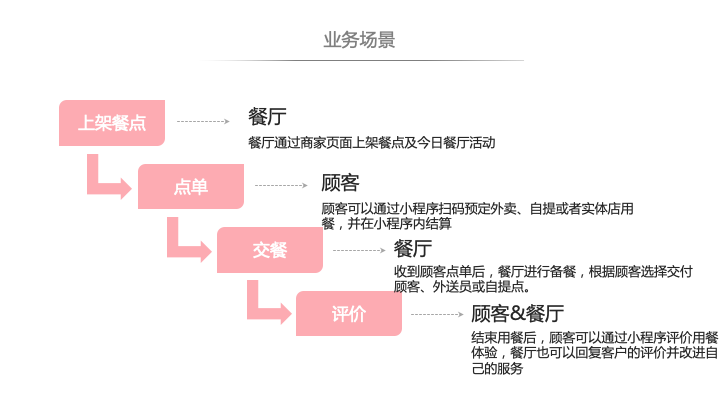 业务场景
上架餐点
餐厅
餐厅通过商家页面上架餐点及今日餐厅活动
点单
顾客
顾客可以通过小程序扫码预定外卖、自提或者实体店用
餐，并在小程序内结算
交餐
餐厅
收到顾客点单后，餐厅进行备餐，根据顾客选择交付
顾客、外送员或自提点。
评价
顾客&餐厅
结束用餐后，顾客可以通过小程序评价用餐
体验，餐厅也可以回复客户的评价并改进自
己的服务